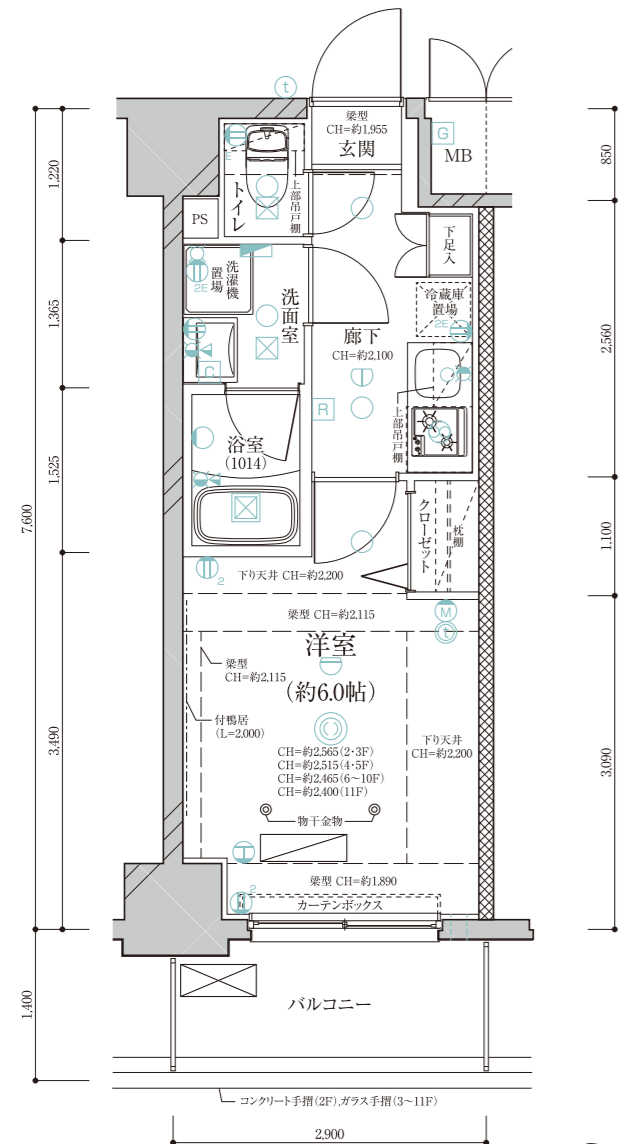 t
梁型
CH=約1,955
玄関
G
MB
E
トイレ
上部吊戸棚
PS
下足入
洗濯機
置場
2E
洗面室
冷蔵庫
置場
2E
廊下
CH=約2,100
C
R
上部吊戸棚
浴室
(1014)
クローゼット
枕棚
2
下り天井 CH=約2,200
梁型 CH=約2,115
M
t
洋室
(約6.0帖)
梁型
CH=約2,115
付鴨居
(L=2,000)
下り天井
CH=約2,200
CH=約2,565(2・3F)
CH=約2,515(4・5F)
CH=約2,465(6〜10F)
CH=約2,400(11F)
物干金物
梁型 CH=約1,890
2
カーテンボックス
バルコニー
コンクリート手摺(2F),ガラス手摺(3〜11F)
2,900
7,600
1,400
1,220
1,365
1,525
3,490
850
2,560
1,100
3,090